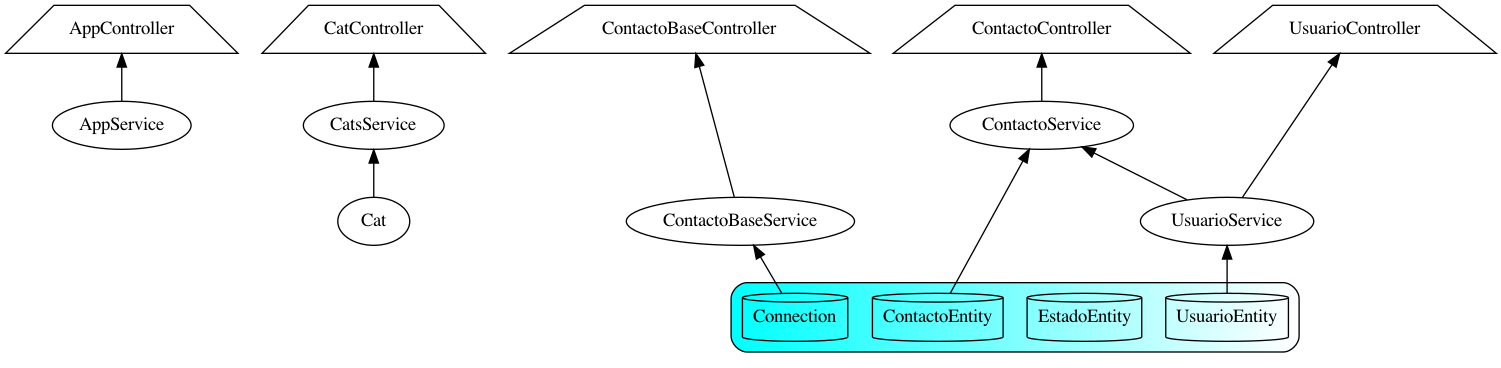 AppController
CatController
ContactoBaseController
ContactoController
UsuarioController
AppService
CatsService
ContactoService
Cat
ContactoBaseService
UsuarioService
Connection
ContactoEntity
EstadoEntity
UsuarioEntity